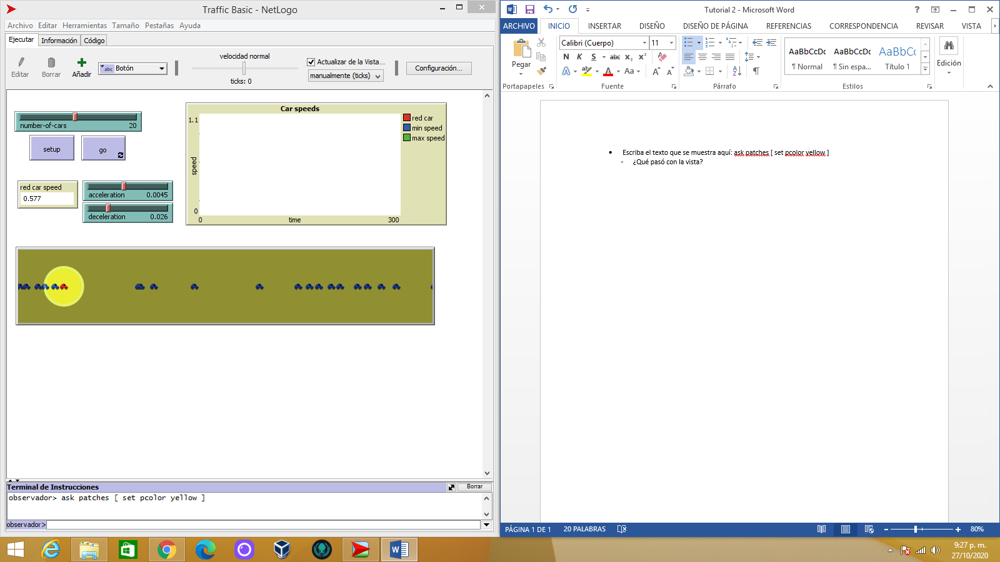 Traffic Basic - NetLogo
Archivo Editar Herramientas Tamaño Pestañas Ayuda
Ejecutar Información Código
Editar Borrar Añadir
abc Botón
velocidad normal
ticks: 0
Actualizar de la Vista...
manualmente (ticks)
Configuración...
number-of-cars 20
setup go
red car speed
0.577
acceleration 0.0045
deceleration 0.026
Car speeds
1.1
speed
0
0 time 300
red car
min speed
max speed
Terminal de Instrucciones Borrar
observador> ask patches [ set pcolor yellow ]
observador>
Tutorial 2 - Microsoft Word
ARCHIVO INICIO INSERTAR DISEÑO DISEÑO DE PÁGINA REFERENCIAS CORRESPONDENCIA REVISAR VISTA
Pegar
Calibri (Cuerpo) 11
N K S abc x₂ x²
A ab A Aa A A
AaBbCcDc AaBbCcDc AaBbCc
¶ Normal ¶ Sin espa... Título 1
Edición
Portapapeles Fuente Párrafo Estilos
• Escriba el texto que se muestra aquí: ask patches [ set pcolor yellow ]
- ¿Qué pasó con la vista?
PÁGINA 1 DE 1 20 PALABRAS 80%
9:27 p. m.
27/10/2020